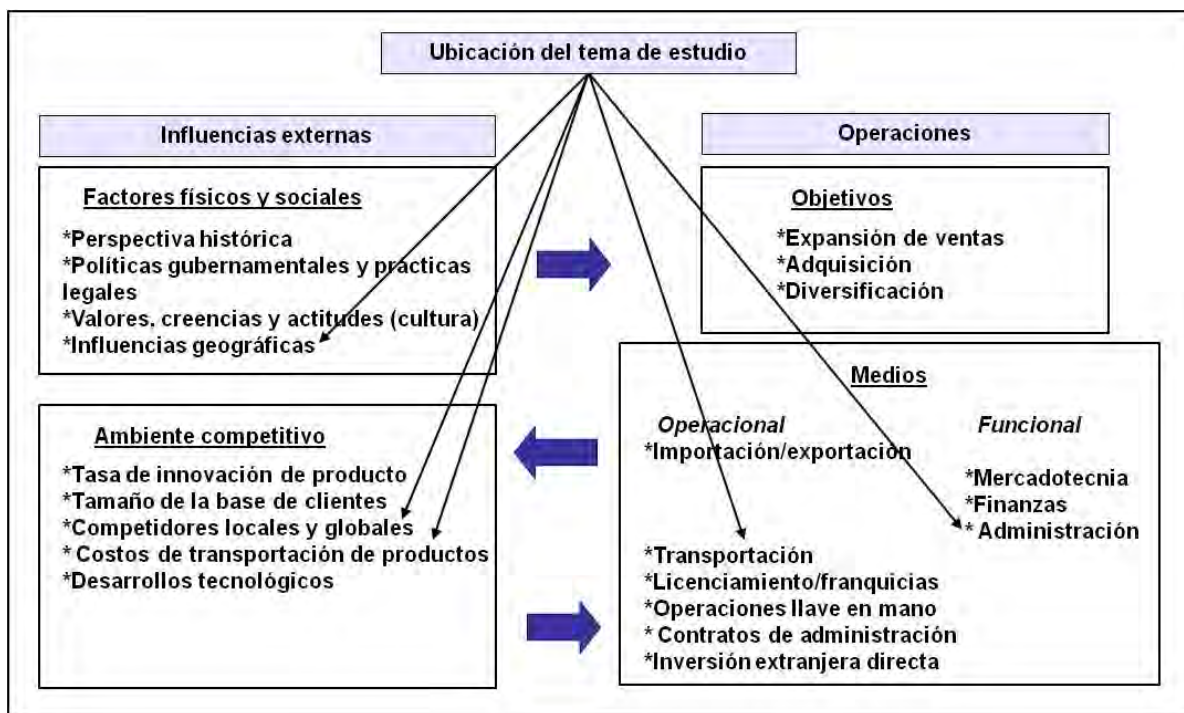 Ubicación del tema de estudio
Influencias externas
Factores físicos y sociales
*Perspectiva histórica
*Políticas gubernamentales y prácticas
legales
*Valores, creencias y actitudes (cultura)
*Influencias geográficas
Ambiente competitivo
*Tasa de innovación de producto
*Tamaño de la base de clientes
*Competidores locales y globales
* Costos de transportación de productos
*Desarrollos tecnológicos
Operaciones
Objetivos
*Expansión de ventas
*Adquisición
*Diversificación
Medios
Operacional
*Importación/exportación
*Transportación
*Licenciamiento/franquicias
*Operaciones llave en mano
* Contratos de administración
*Inversión extranjera directa
Funcional
*Mercadotecnia
*Finanzas
* Administración